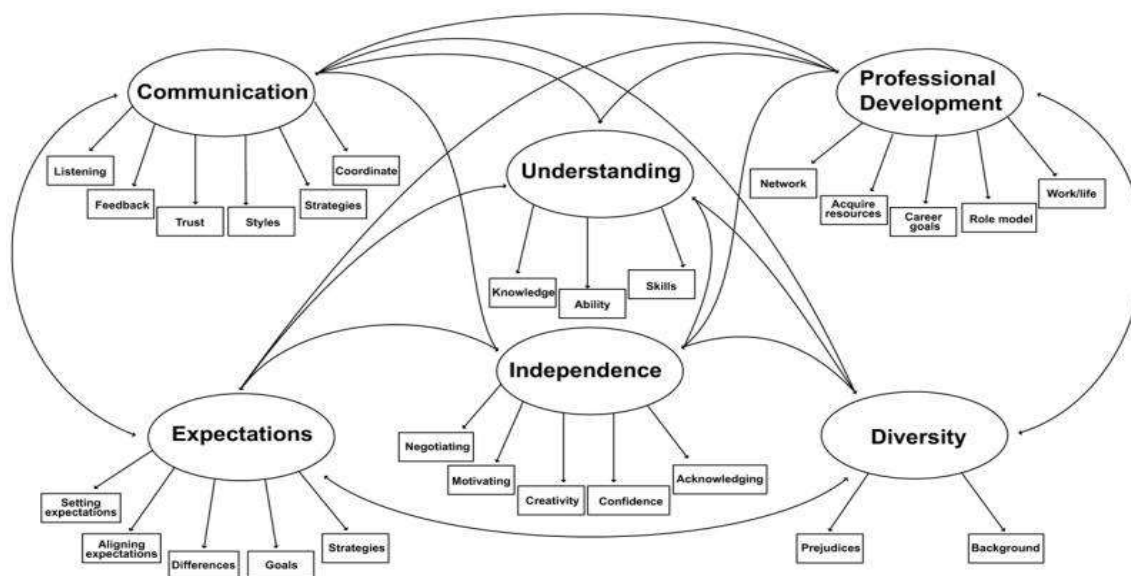 Communication
Professional
Development
Listening
Feedback
Trust
Styles
Strategies
Coordinate
Understanding
Knowledge
Ability
Skills
Network
Acquire
resources
Career
goals
Role model
Work/life
Expectations
Setting
expectations
Aligning
expectations
Differences
Goals
Strategies
Independence
Negotiating
Motivating
Creativity
Confidence
Acknowledging
Diversity
Prejudices
Background